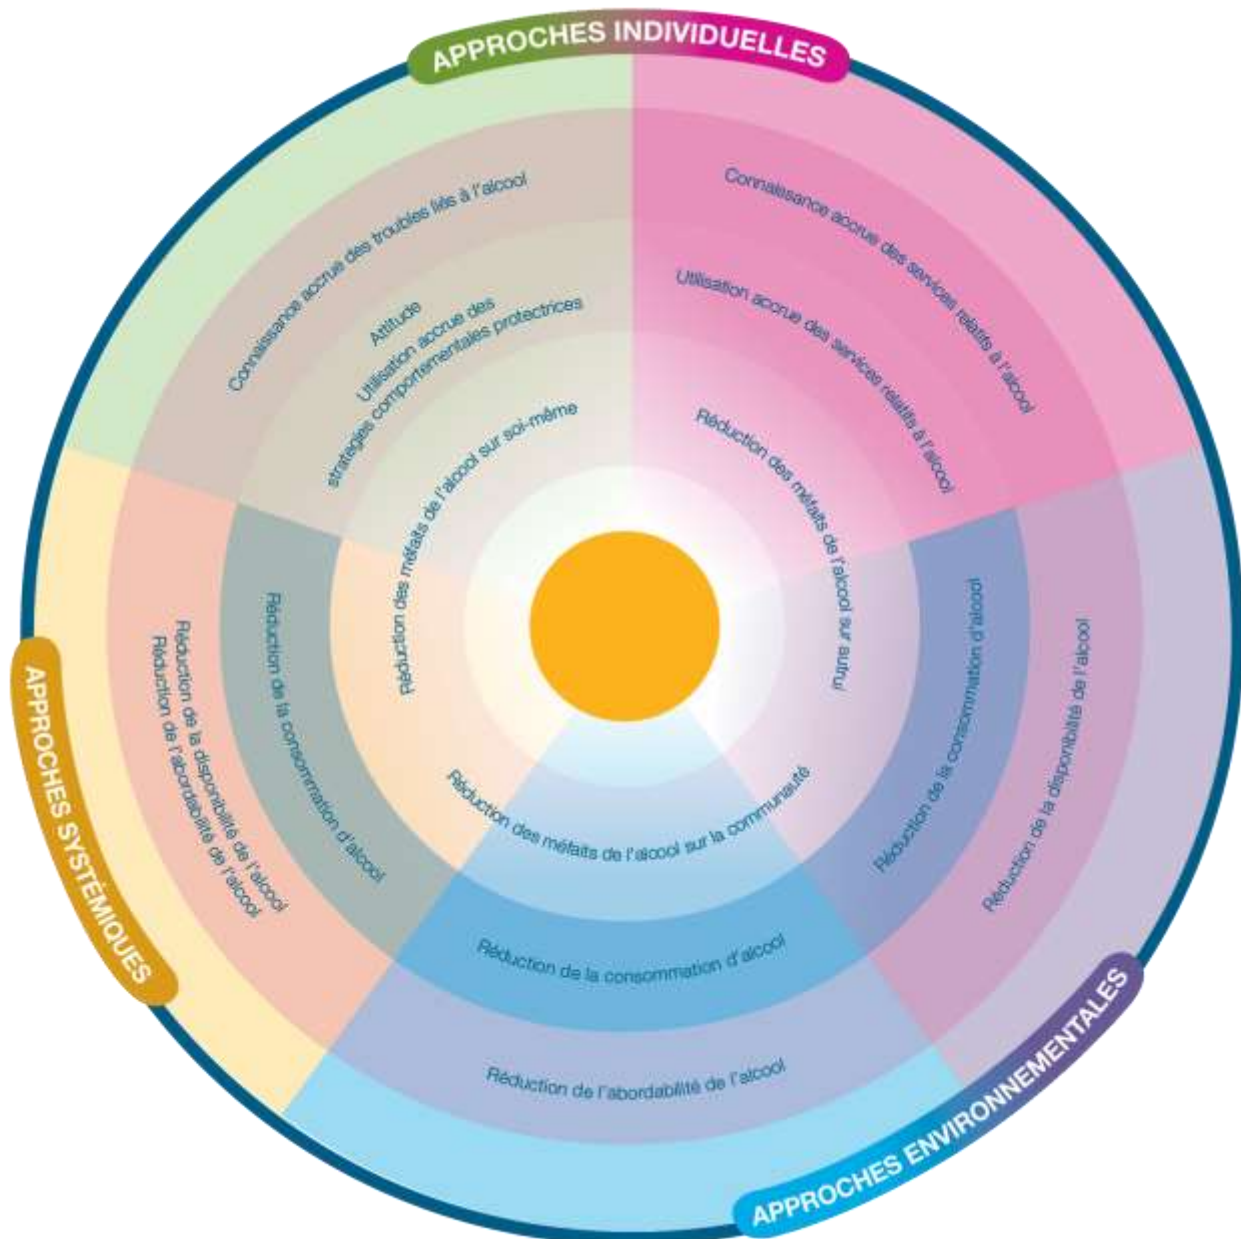 APPROCHES INDIVIDUELLES
Connaissance accrue des troubles liés à l'alcool
Attitude
Utilisation accrue des
strategies comportementales protectrices
Réduction des méfaits de l'alcool sur soi-même
Connaissance accrue des services relatifs à l'alcool
Utilisation accrue des services relatifs à l'alcool
Réduction des méfaits de l'alcool sur autrui
Réduction de la consommation d'alcool
Réduction de la disponibilité de l'alcool
APPROCHES ENVIRONNEMENTALES
Réduction des méfaits de l'alcool sur la communauté
Réduction de la consommation d'alcool
Réduction de l'abordabilité de l'alcool
Réduction de la consommation d'alcool
Réduction de la disponibilité de l'alcool
Réduction de l'abordabilité de l'alcool
APPROCHES SYSTÉMIQUES